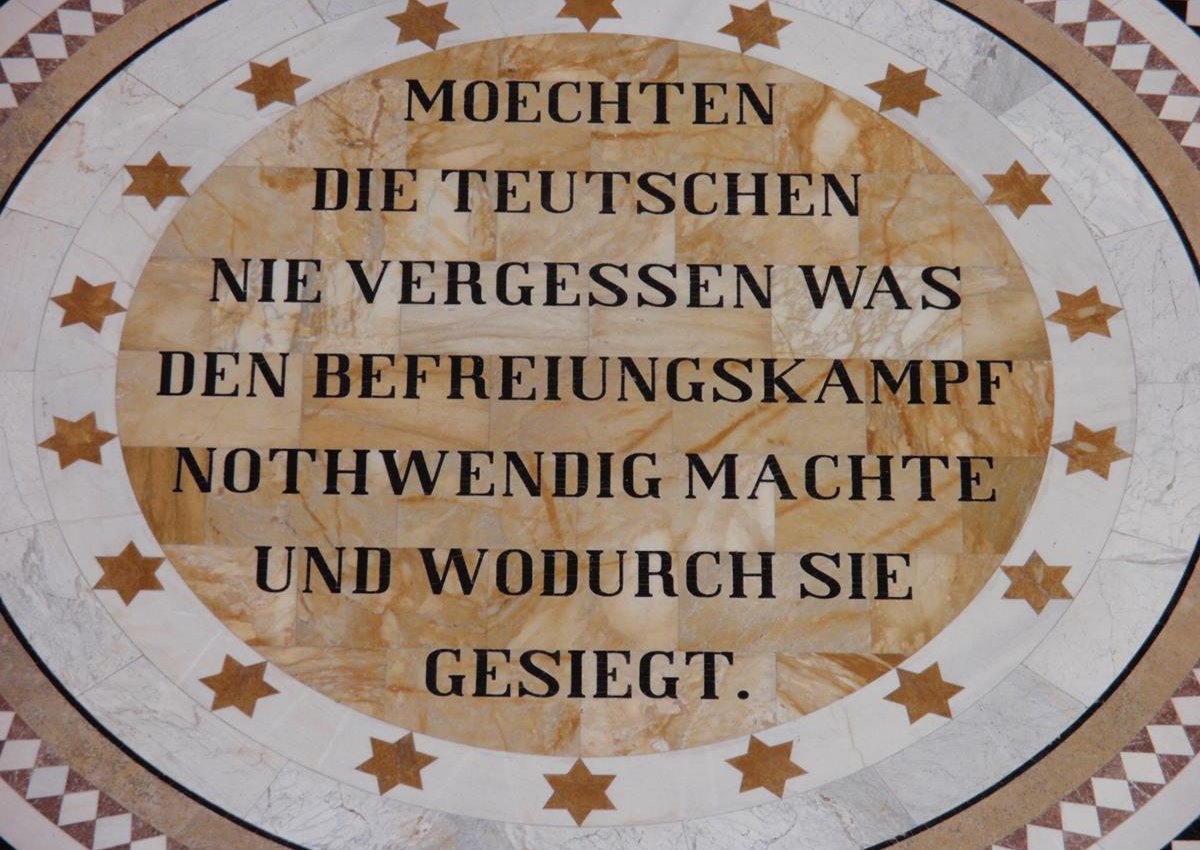 MOECHTEN
DIE TEUTSCHEN
NIE VERGESSEN WAS
DEN BEFREIUNGSKAMPF
NOTHWENDIG MACHTE
UND WODURCH SIE
GESIEGT.